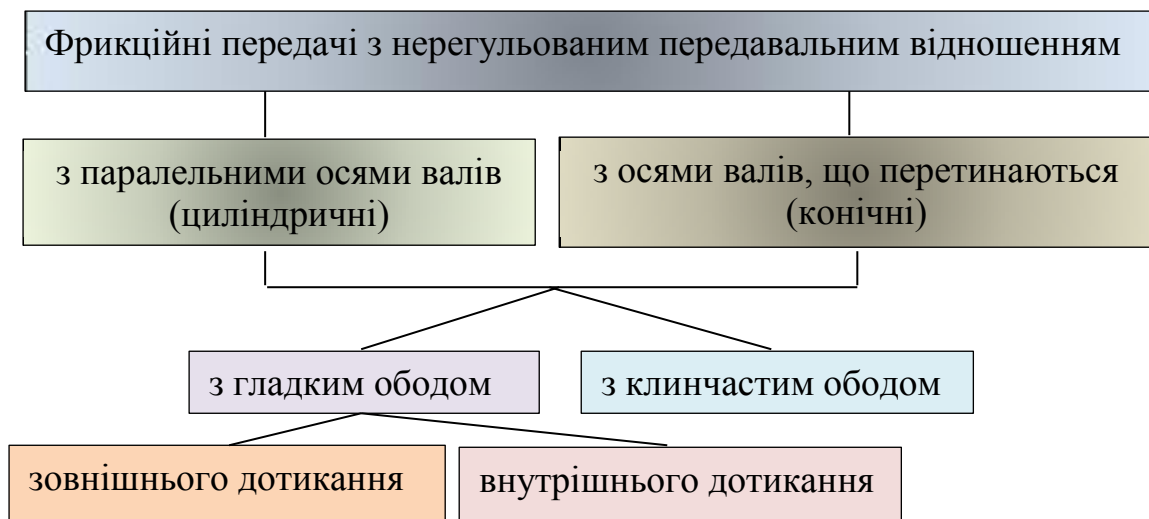 Фрикційні передачі з нерегульованим передавальним відношенням
з паралельними осями валів
(циліндричні)
з осями валів, що перетинаються
(конічні)
з гладким ободом
з клинчастим ободом
зовнішнього дотикання
внутрішнього дотикання